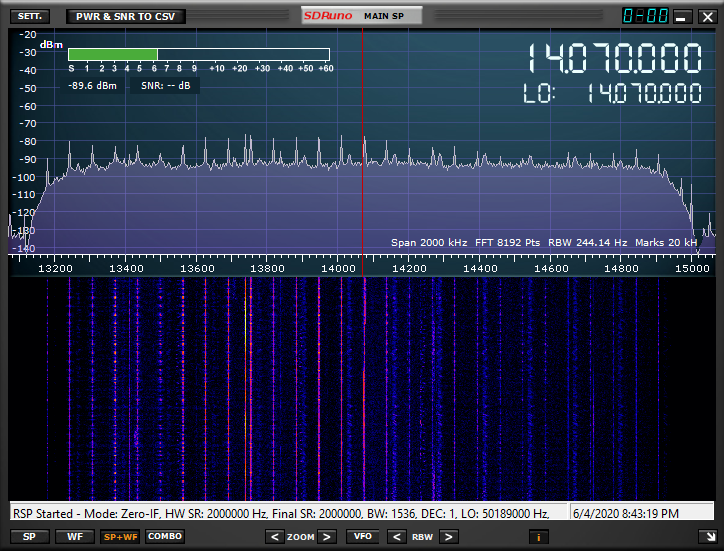 SETT.
PWR & SNR TO CSV
SDRuno MAIN SP
0-00
-20
dBm
-30
-40
-50
-60
-70
-80
-90
-100
-110
-120
-130
-140
S 1 2 3 4 5 6 7 8 9 +10 +20 +30 +40 +50 +60
-89.6 dBm
SNR: -- dB
14.070.000
LO: 14.070.000
Span 2000 kHz FFT 8192 Pts RBW 244.14 Hz Marks 20 kH
13200 13400 13600 13800 14000 14200 14400 14600 14800 15000
RSP Started - Mode: Zero-IF, HW SR: 2000000 Hz, Final SR: 2000000, BW: 1536, DEC: 1, LO: 50189000 Hz,
6/4/2020 8:43:19 PM
SP
WF
SP+WF
COMBO
< ZOOM >
VFO
< RBW >
i